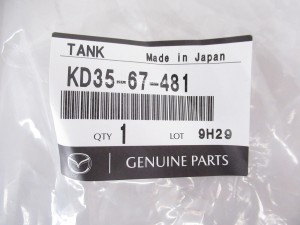 TANK Made in Japan
KD35-67-481
QTY 1 LOT 9H29
GENUINE PARTS